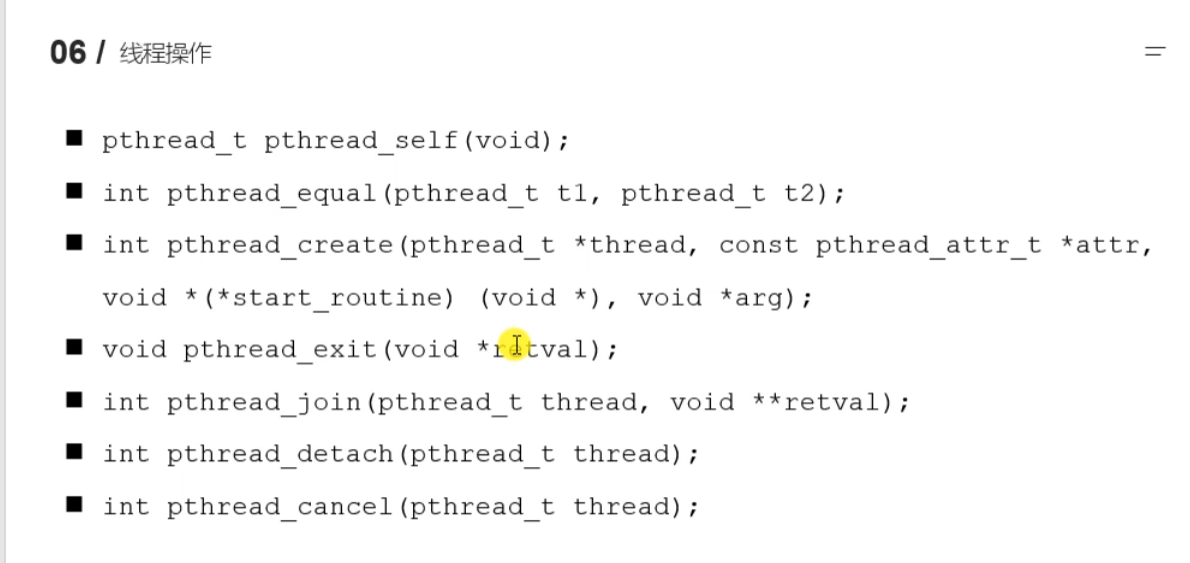 06 / 线程操作
pthread_t pthread_self(void);
int pthread_equal(pthread_t t1, pthread_t t2);
int pthread_create(pthread_t *thread, const pthread_attr_t *attr,
void *(*start_routine) (void *), void *arg);
void pthread_exit(void *retval);
int pthread_join(pthread_t thread, void **retval);
int pthread_detach(pthread_t thread);
int pthread_cancel(pthread_t thread);